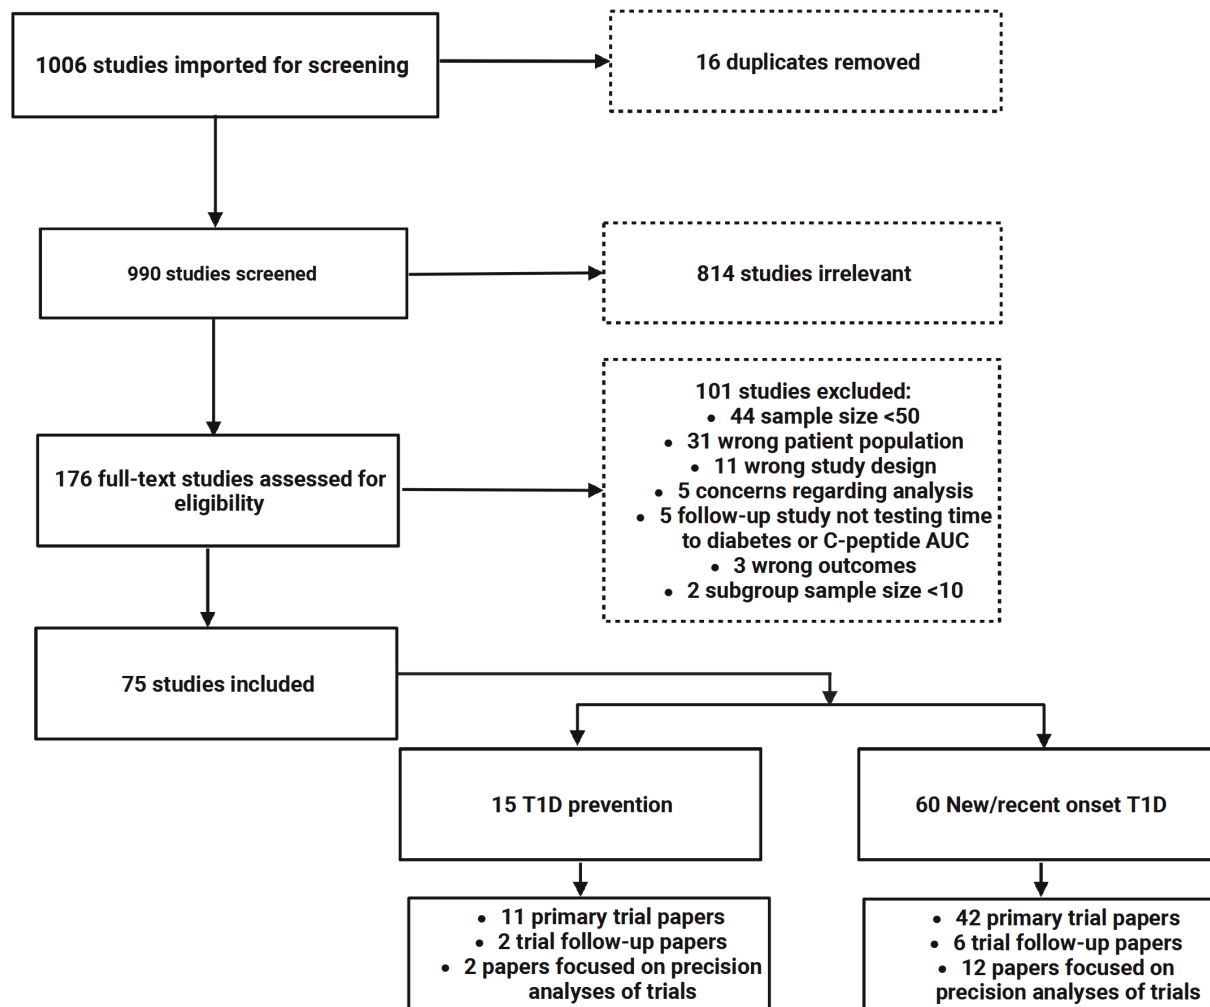 1006 studies imported for screening
16 duplicates removed
990 studies screened
814 studies irrelevant
176 full-text studies assessed for
eligibility
101 studies excluded:
• 44 sample size <50
• 31 wrong patient population
• 11 wrong study design
• 5 concerns regarding analysis
• 5 follow-up study not testing time
to diabetes or C-peptide AUC
• 3 wrong outcomes
• 2 subgroup sample size <10
75 studies included
15 T1D prevention
60 New/recent onset T1D
• 11 primary trial papers
• 2 trial follow-up papers
• 2 papers focused on precision
analyses of trials
• 42 primary trial papers
• 6 trial follow-up papers
• 12 papers focused on
precision analyses of trials